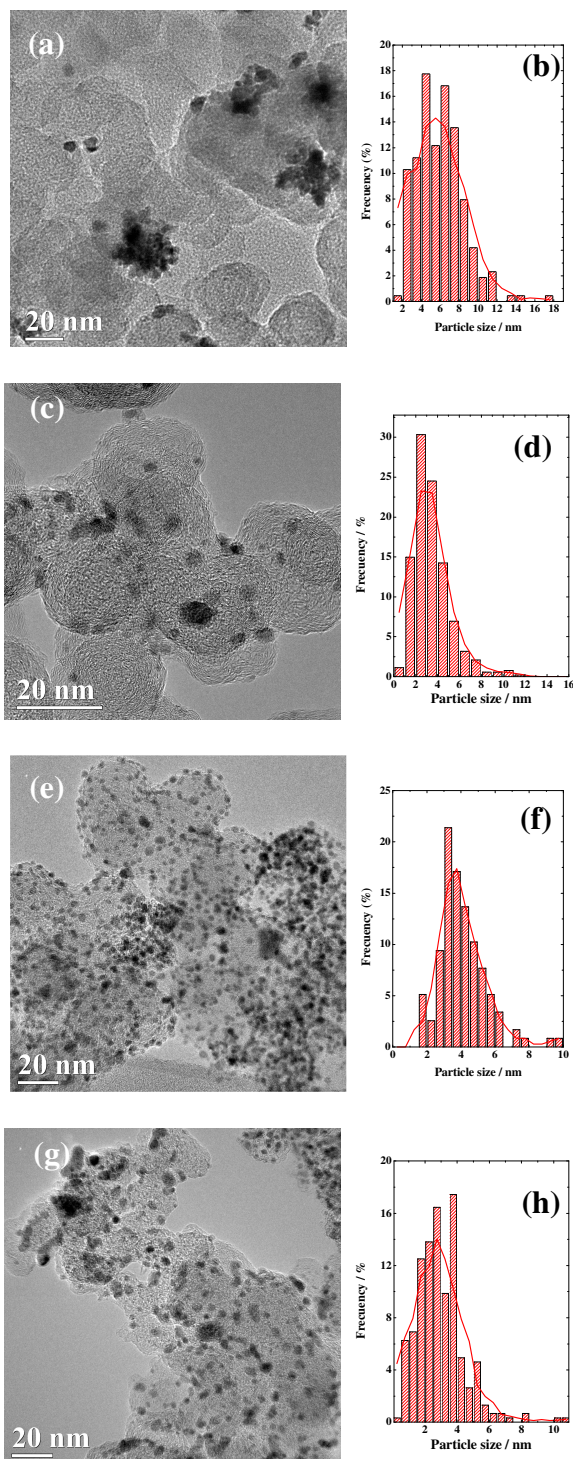 (a)
20 nm
(b)
20
18
16
14
12
10
8
6
4
2
0
2 4 6 8 10 12 14 16 18
Frecuency (%)
Particle size / nm
(c)
20 nm
(d)
30
25
20
15
10
5
0
0 2 4 6 8 10 12 14 16
Frecuency / %
Particle size / nm
(e)
20 nm
(f)
25
20
15
10
5
0
0 2 4 6 8 10
Frecuency (%)
Particle size / nm
(g)
20 nm
(h)
20
16
12
8
4
0
2 4 6 8 10
Frecuency / %
Particle size / nm